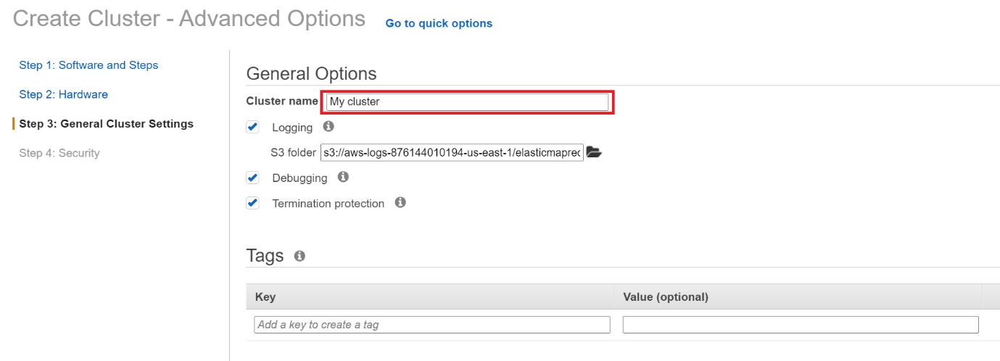 Create Cluster - Advanced Options Go to quick options
Step 1: Software and Steps
Step 2: Hardware
Step 3: General Cluster Settings
Step 4: Security
General Options
Cluster name My cluster
Logging
S3 folder s3://aws-logs-876144010194-us-east-1/elasticmaprec
Debugging
Termination protection
Tags
Key Value (optional)
Add a key to create a tag